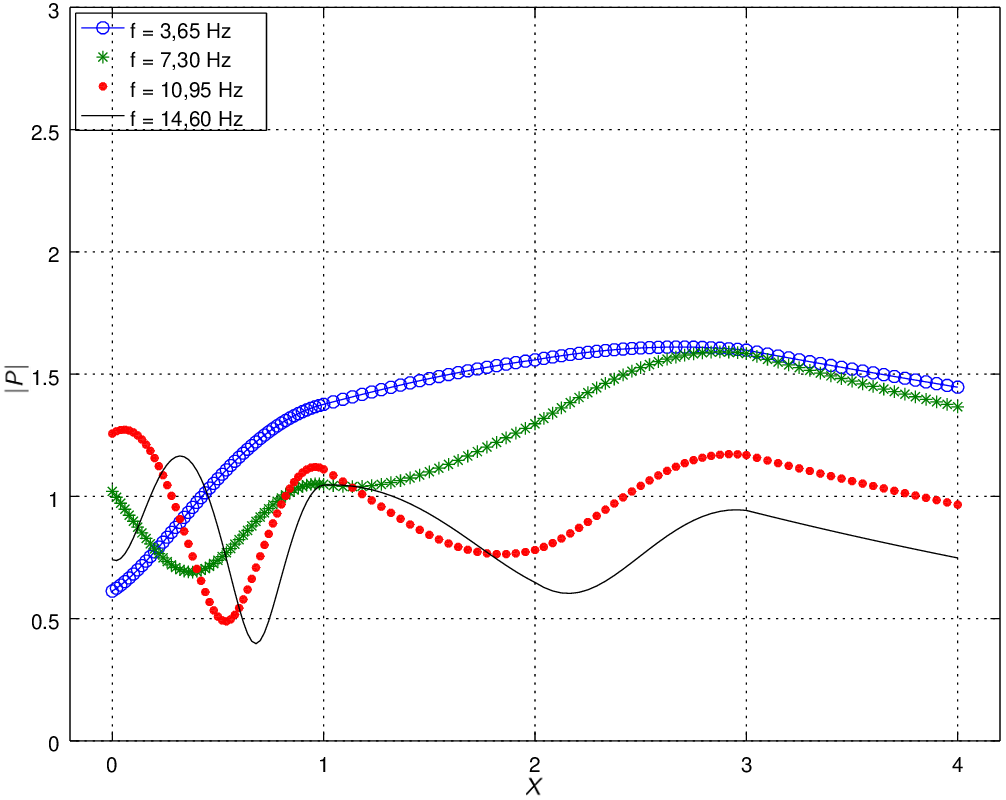 3
2.5
2
1.5
1
0.5
0
|P|
f = 3,65 Hz
f = 7,30 Hz
f = 10,95 Hz
f = 14,60 Hz
0 1 2 3 4
X